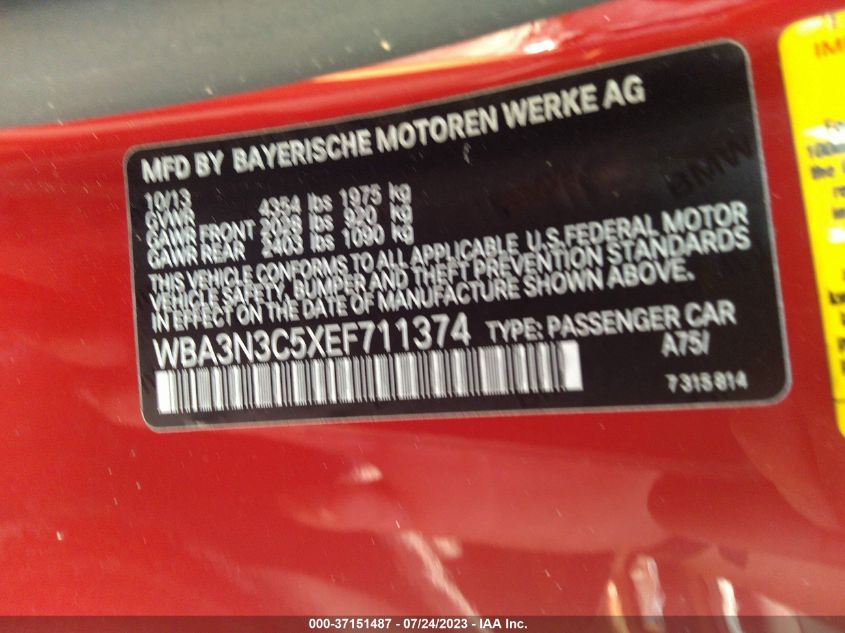 MFD BY BAYERISCHE MOTOREN WERKE AG
10/13
GVWR 4354 lbs 1975 kg
GAWR FRONT 2028 lbs 920 kg
GAWR REAR 2403 lbs 1090 kg
THIS VEHICLE CONFORMS TO ALL APPLICABLE U.S.FEDERAL MOTOR
VEHICLE SAFETY, BUMPER AND THEFT PREVENTION STANDARDS
IN EFFECT ON THE DATE OF MANUFACTURE SHOWN ABOVE.
WBA3N3C5XEF711374 TYPE: PASSENGER CAR
A75/
7315814
BMW
000-37151487 - 07/24/2023 - IAA Inc.